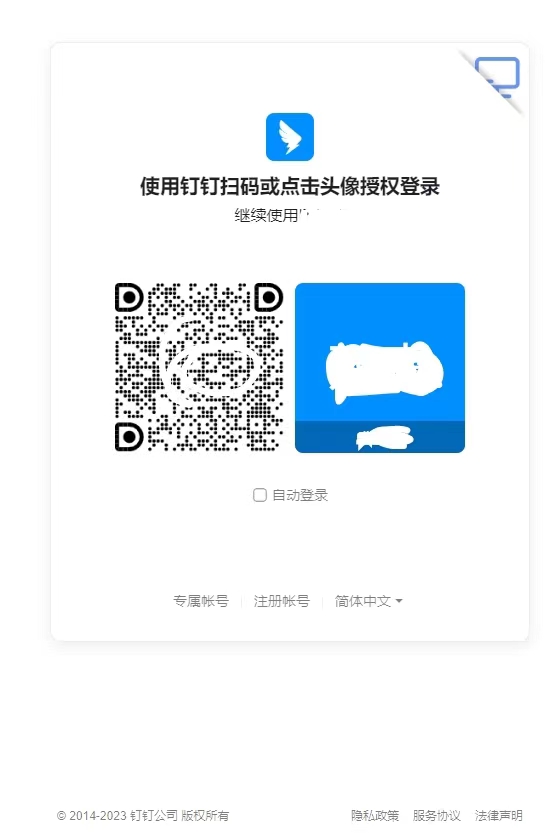 使用钉钉扫码或点击头像授权登录
继续使用
自动登录
专属帐号 注册帐号 简体中文
© 2014-2023 钉钉公司 版权所有 隐私政策 服务协议 法律声明